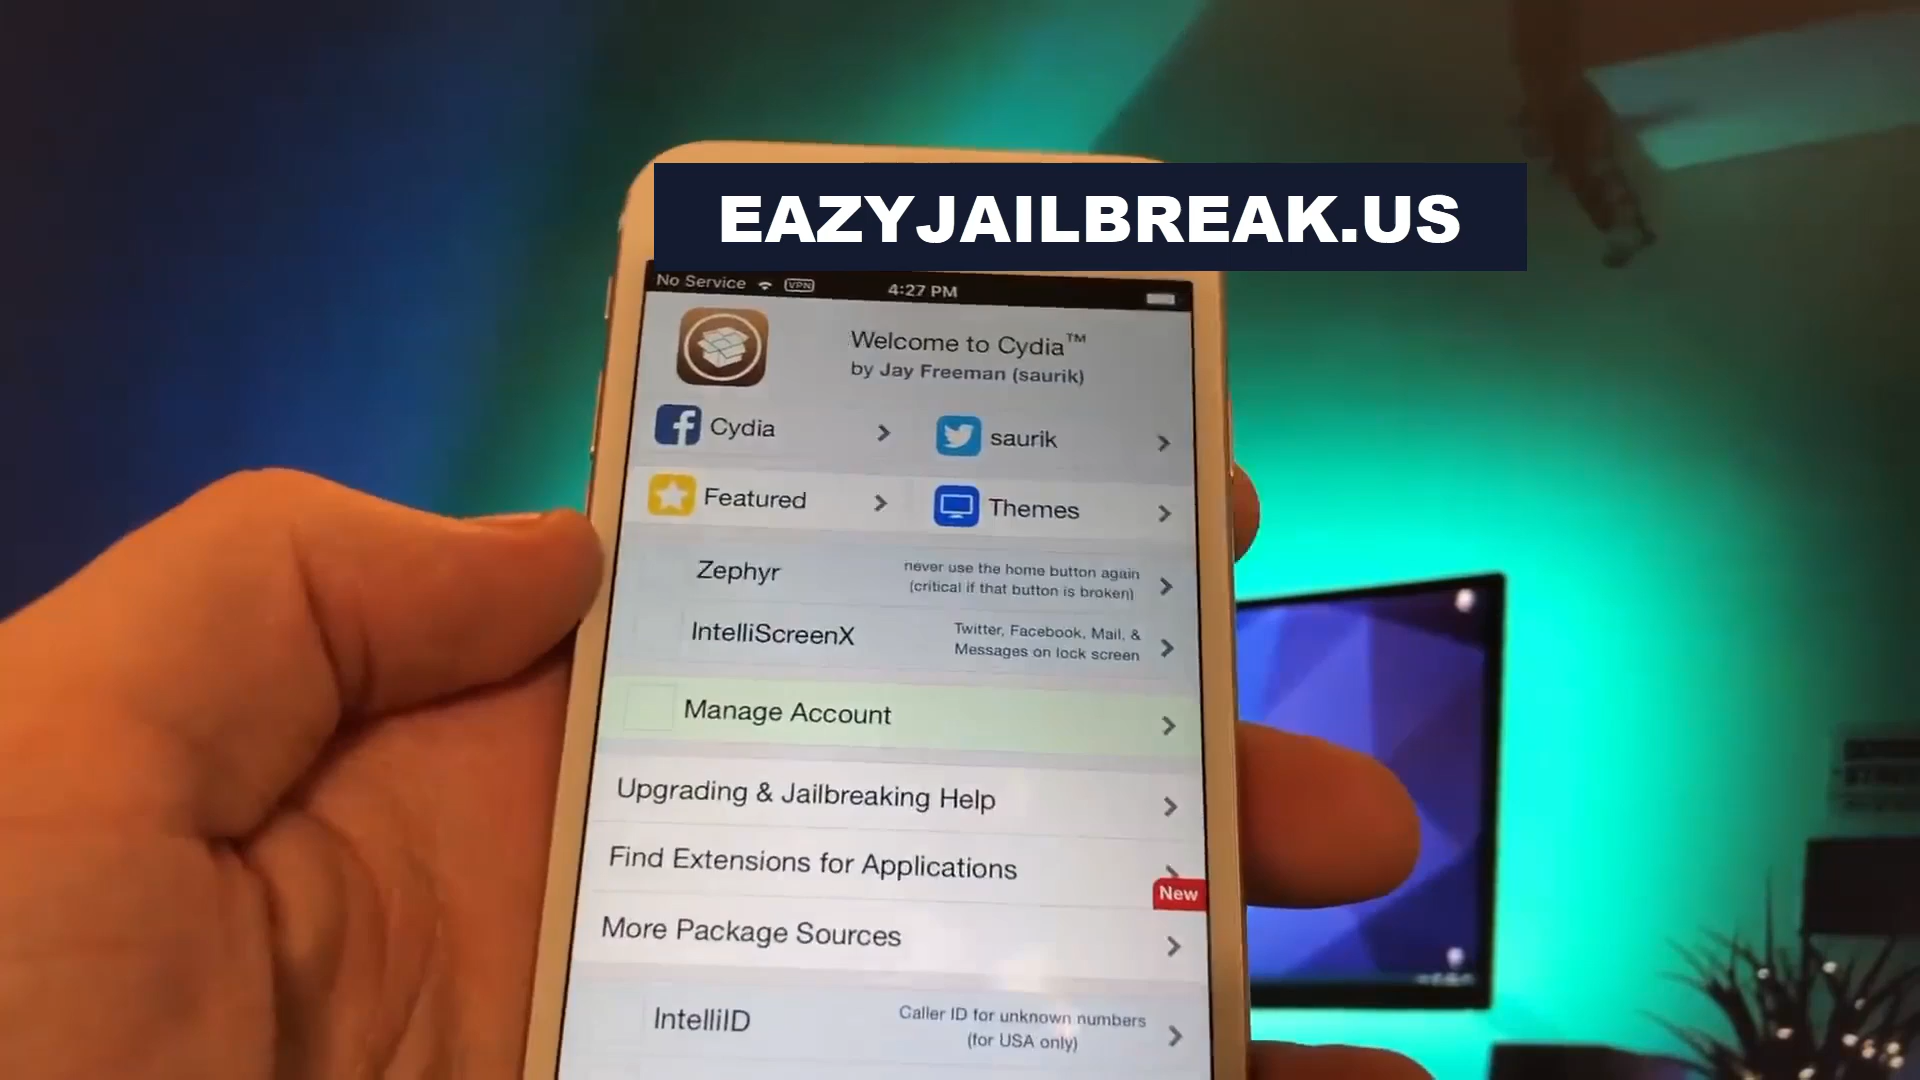 EAZYJAILBREAK.US
No Service VPN 4:27 PM
Welcome to Cydia™
by Jay Freeman (saurik)
Cydia
saurik
Featured
Themes
Zephyr
never use the home button again
(critical if that button is broken)
IntelliScreenX
Twitter, Facebook, Mail, &
Messages on lock screen
Manage Account
Upgrading & Jailbreaking Help
Find Extensions for Applications
New
More Package Sources
IntelliID
Caller ID for unknown numbers
(for USA only)